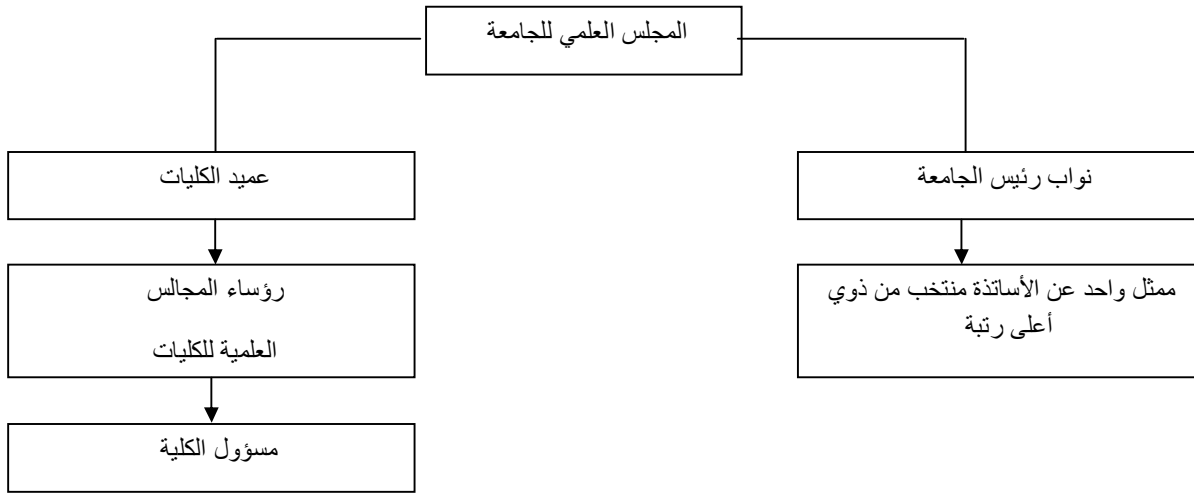 المجلس العلمي للجامعة
نواب رئيس الجامعة
عميد الكليات
ممثل واحد عن الأساتذة منتخب من ذوي
أعلى رتبة
رؤساء المجالس
العلمية للكليات
مسؤول الكلية